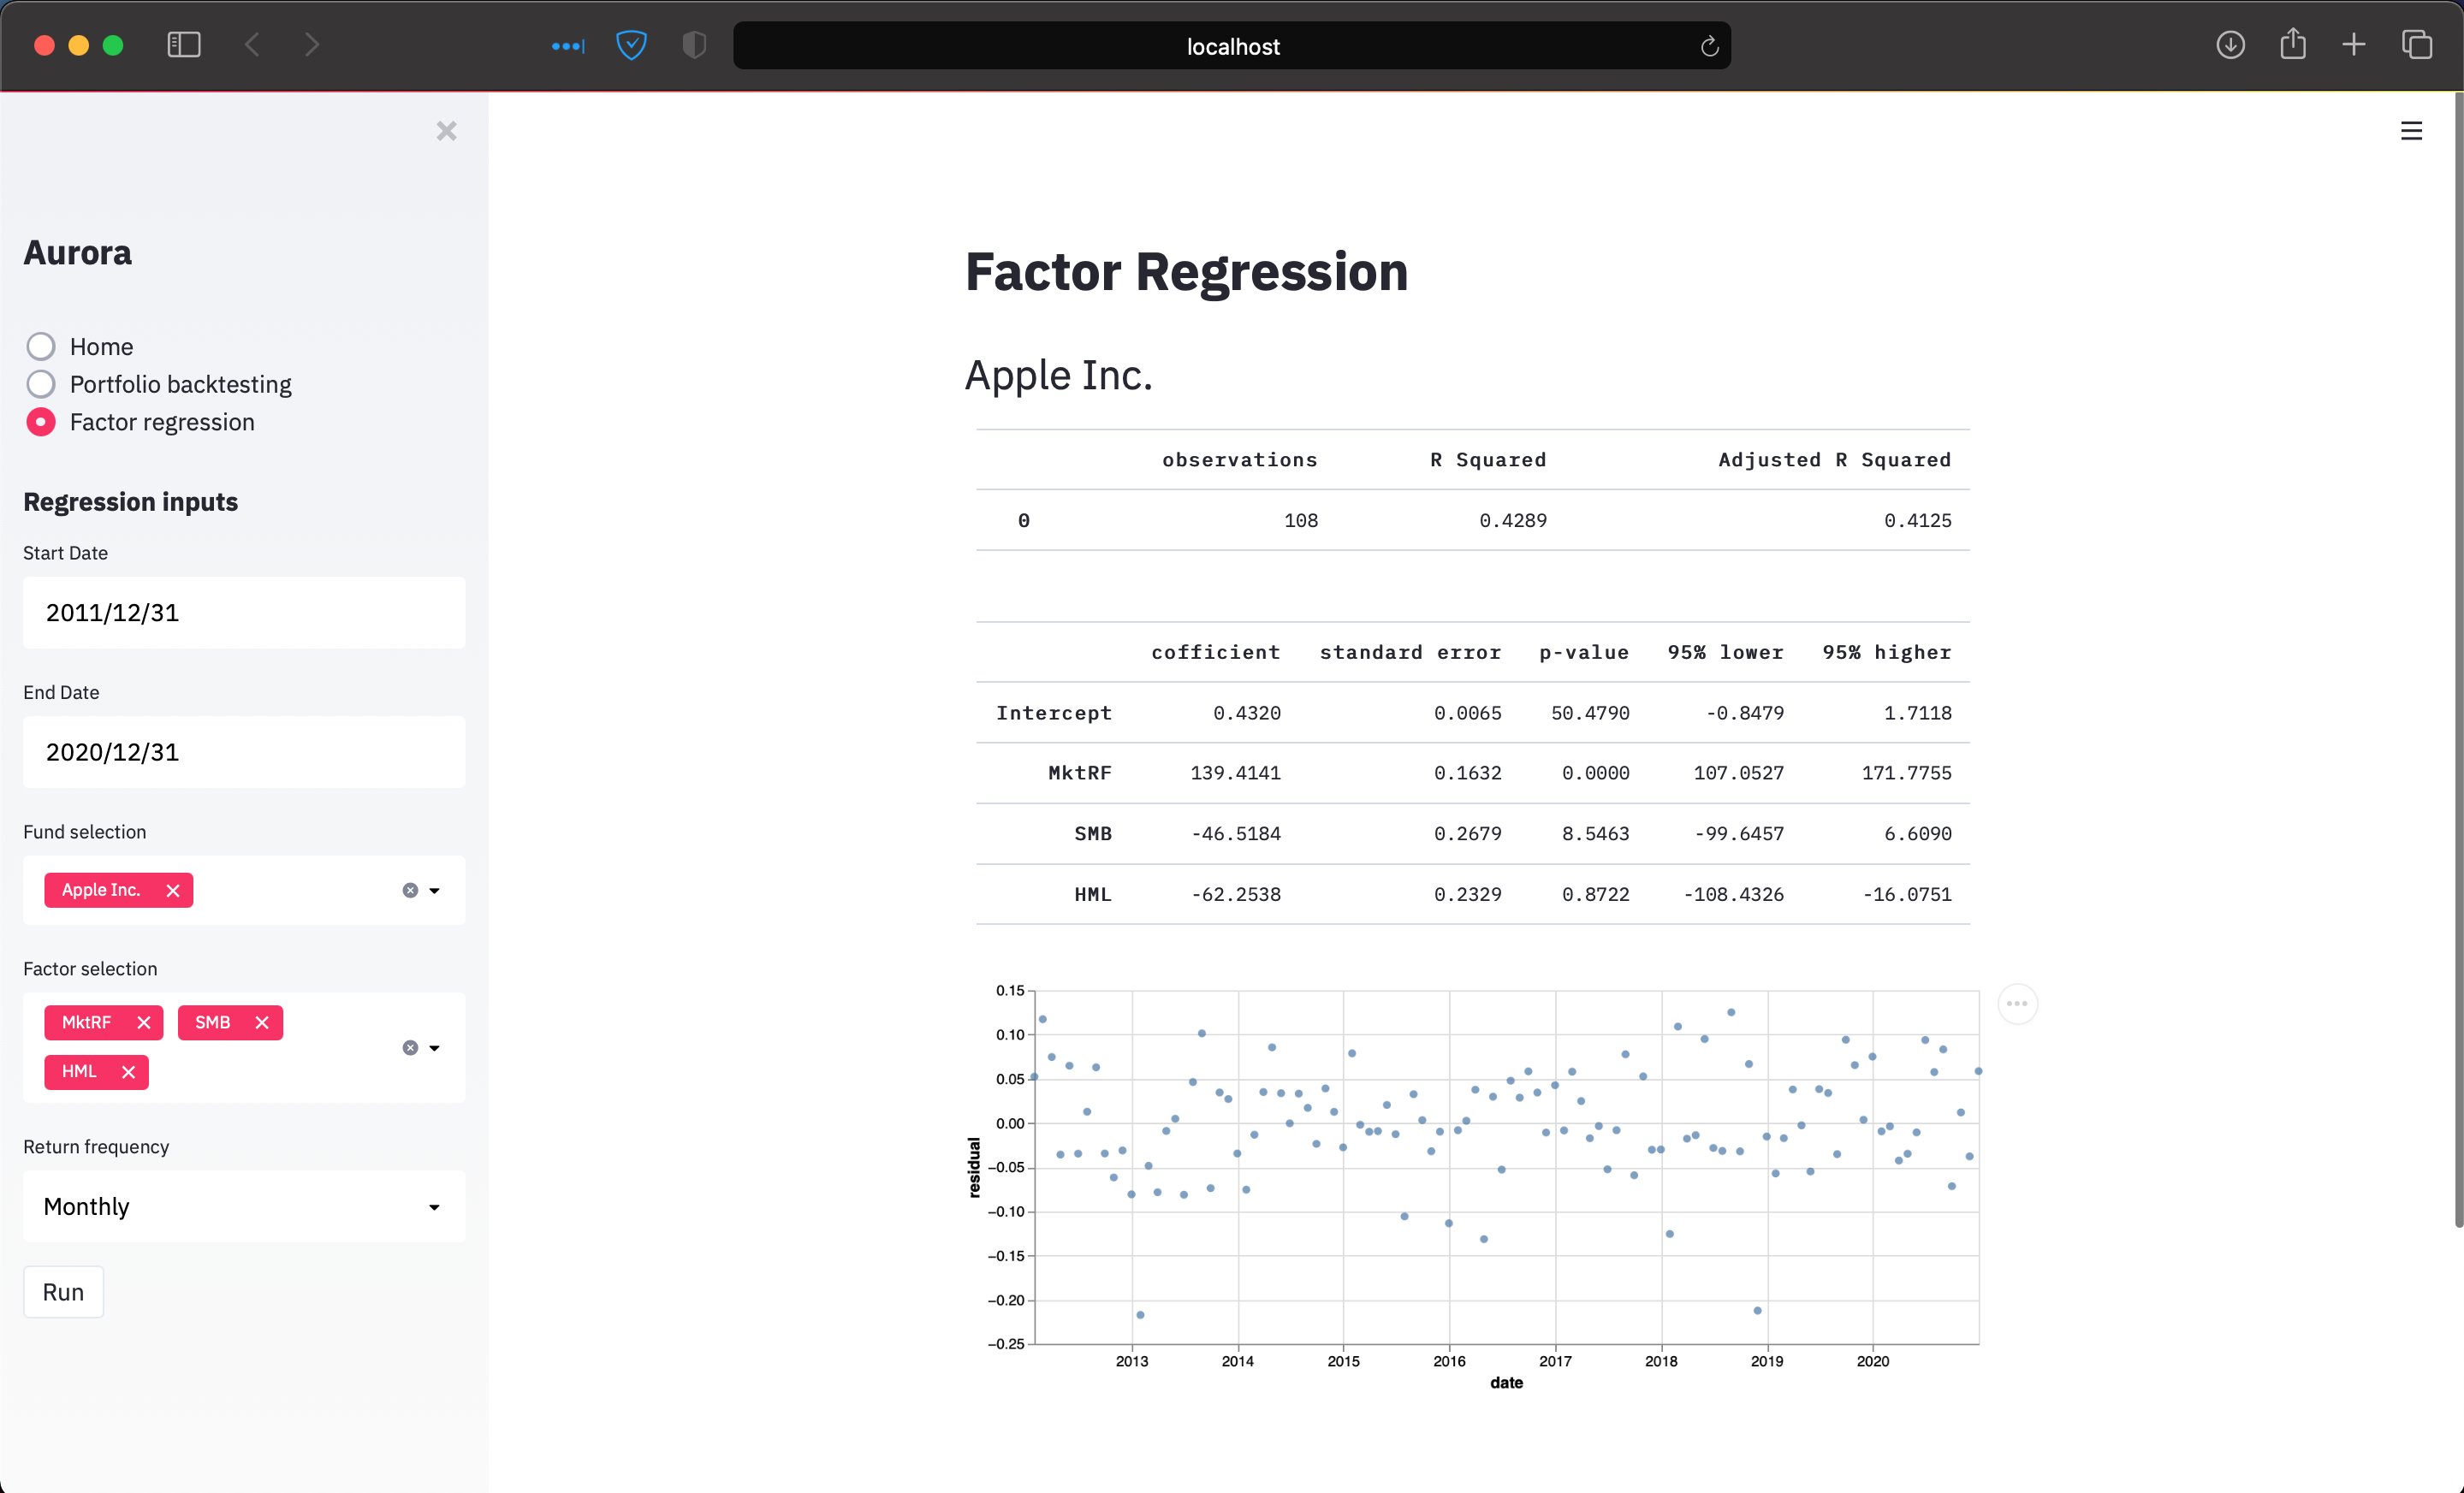 localhost
Aurora
Home
Portfolio backtesting
Factor regression
Regression inputs
Start Date
2011/12/31
End Date
2020/12/31
Fund selection
Apple Inc.
Factor selection
MktRF SMB
HML
Return frequency
Monthly
Run
Factor Regression
Apple Inc.
observations R Squared Adjusted R Squared
0 108 0.4289 0.4125
cofficient standard error p-value 95% lower 95% higher
Intercept 0.4320 0.0065 50.4790 -0.8479 1.7118
MktRF 139.4141 0.1632 0.0000 107.0527 171.7755
SMB -46.5184 0.2679 8.5463 -99.6457 6.6090
HML -62.2538 0.2329 0.8722 -108.4326 -16.0751
0.15
0.10
0.05
0.00
−0.05
−0.10
−0.15
−0.20
−0.25
residual
2013 2014 2015 2016 2017 2018 2019 2020
date